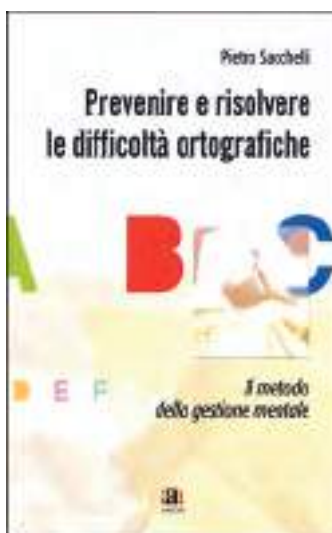 Pietro Sacchelli
Prevenire e risolvere
le difficoltà ortografiche
A B C
D E F
Il metodo
della gestione mentale